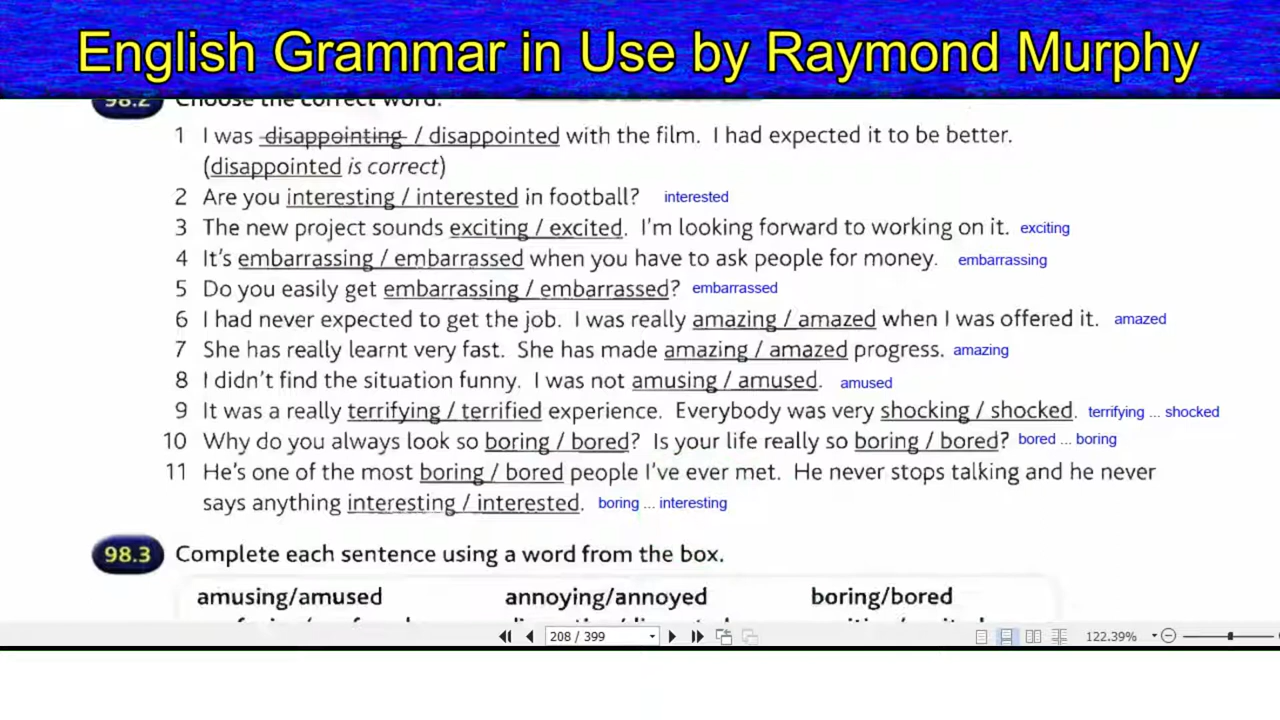 English Grammar in Use by Raymond Murphy
98.2 Choose the correct word.
1 I was disappointing / disappointed with the film. I had expected it to be better.
(disappointed is correct)
2 Are you interesting / interested in football? interested
3 The new project sounds exciting / excited. I'm looking forward to working on it. exciting
4 It's embarrassing / embarrassed when you have to ask people for money. embarrassing
5 Do you easily get embarrassing / embarrassed? embarrassed
6 I had never expected to get the job. I was really amazing / amazed when I was offered it. amazed
7 She has really learnt very fast. She has made amazing / amazed progress. amazing
8 I didn't find the situation funny. I was not amusing / amused. amused
9 It was a really terrifying / terrified experience. Everybody was very shocking / shocked. terrifying ... shocked
10 Why do you always look so boring / bored? Is your life really so boring / bored? bored ... boring
11 He's one of the most boring / bored people I've ever met. He never stops talking and he never
says anything interesting / interested. boring ... interesting
98.3 Complete each sentence using a word from the box.
amusing/amused annoying/annoyed boring/bored
208 / 399 122.39%